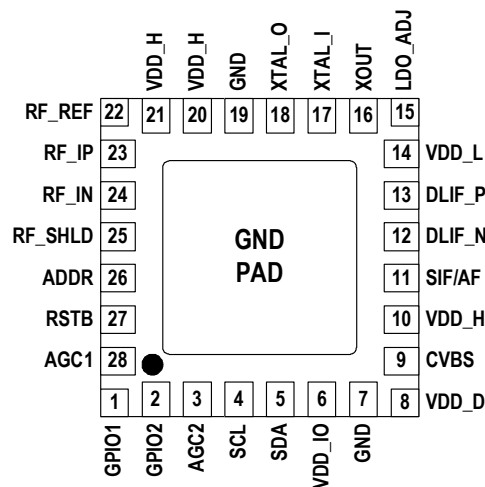 VDD_H
VDD_H
GND
XTAL_O
XTAL_I
XOUT
LDO_ADJ
RF_REF 22 21 20 19 18 17 16 15
RF_IP 23 14 VDD_L
RF_IN 24 13 DLIF_P
RF_SHLD 25 12 DLIF_N
GND
PAD
ADDR 26 11 SIF/AF
RSTB 27 10 VDD_H
AGC1 28 9 CVBS
1 2 3 4 5 6 7 8 VDD_D
GPIO1
GPIO2
AGC2
SCL
SDA
VDD_IO
GND